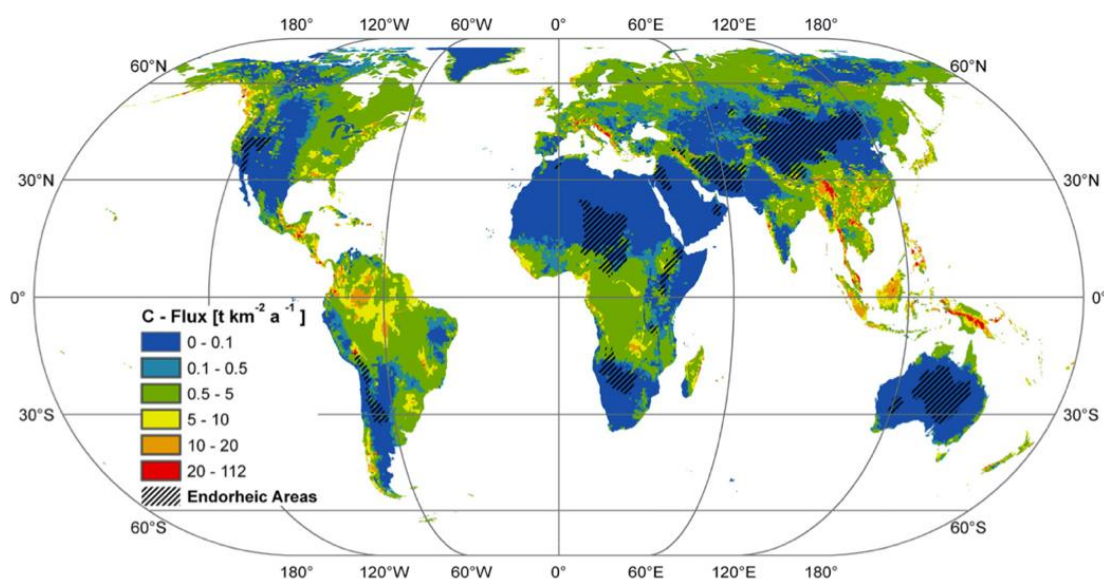 180° 120°W 60°W 0° 60°E 120°E 180°
60°N 60°N
30°N 30°N
0° 0°
C - Flux [t km⁻² a⁻¹ ]
0 - 0.1
0.1 - 0.5
0.5 - 5
30°S 30°S
5 - 10
10 - 20
20 - 112
Endorheic Areas
60°S 60°S
180° 120°W 60°W 0° 60°E 120°E 180°